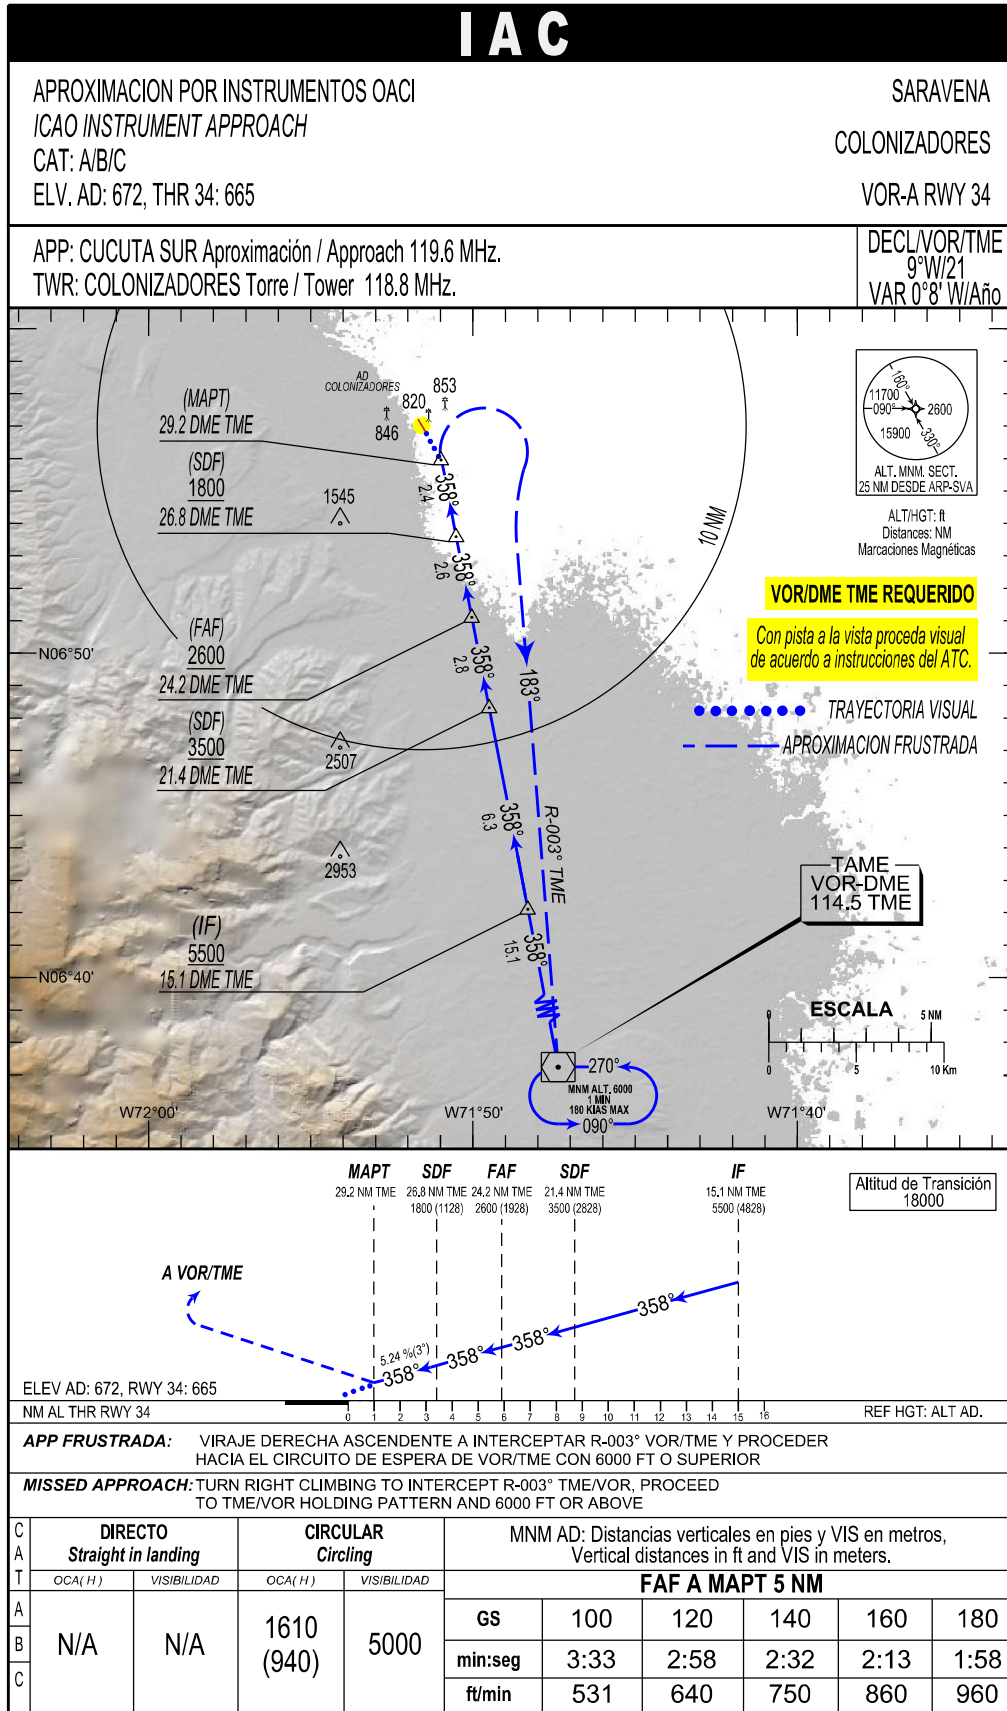 IAC
APROXIMACION POR INSTRUMENTOS OACI
ICAO INSTRUMENT APPROACH
CAT: A/B/C
ELV. AD: 672, THR 34: 665
SARAVENA
COLONIZADORES
VOR-A RWY 34
APP: CUCUTA SUR Aproximación / Approach 119.6 MHz.
TWR: COLONIZADORES Torre / Tower 118.8 MHz.
DECL/VOR/TME
9°W/21
VAR 0°8' W/Año
AD
COLONIZADORES
853
820
846
(MAPT)
29.2 DME TME
(SDF)
1800
26.8 DME TME
1545
(FAF)
2600
24.2 DME TME
(SDF)
3500
21.4 DME TME
2507
2953
(IF)
5500
15.1 DME TME
358°
2.4
358°
2.6
358°
2.8
358°
6.3
358°
15.1
183°
R-003° TME
10 NM
160°
11700
090°
2600
15900
330°
ALT. MNM. SECT.
25 NM DESDE ARP-SVA
ALT/HGT: ft
Distances: NM
Marcaciones Magnéticas
VOR/DME TME REQUERIDO
Con pista a la vista proceda visual
de acuerdo a instrucciones del ATC.
TRAYECTORIA VISUAL
APROXIMACION FRUSTRADA
TAME
VOR-DME
114.5 TME
N06°50'
N06°40'
ESCALA
0 5 NM
0 5 10 Km
270°
MNM ALT. 6000
1 MIN
180 KIAS MAX
090°
W72°00'
W71°50'
W71°40'
MAPT
29.2 NM TME
SDF
26.8 NM TME
1800 (1128)
FAF
24.2 NM TME
2600 (1928)
SDF
21.4 NM TME
3500 (2828)
IF
15.1 NM TME
5500 (4828)
Altitud de Transición
18000
A VOR/TME
5.24 %(3°)
358°
358°
358°
358°
ELEV AD: 672, RWY 34: 665
NM AL THR RWY 34
0 1 2 3 4 5 6 7 8 9 10 11 12 13 14 15 16
REF HGT: ALT AD.
APP FRUSTRADA: VIRAJE DERECHA ASCENDENTE A INTERCEPTAR R-003° VOR/TME Y PROCEDER
HACIA EL CIRCUITO DE ESPERA DE VOR/TME CON 6000 FT O SUPERIOR
MISSED APPROACH: TURN RIGHT CLIMBING TO INTERCEPT R-003° TME/VOR, PROCEED
TO TME/VOR HOLDING PATTERN AND 6000 FT OR ABOVE
CAT
DIRECTO
Straight in landing
CIRCULAR
Circling
MNM AD: Distancias verticales en pies y VIS en metros,
Vertical distances in ft and VIS in meters.
OCA( H ) VISIBILIDAD OCA( H ) VISIBILIDAD
FAF A MAPT 5 NM
A
B
C
N/A N/A 1610
(940)
5000
GS 100 120 140 160 180
min:seg 3:33 2:58 2:32 2:13 1:58
ft/min 531 640 750 860 960